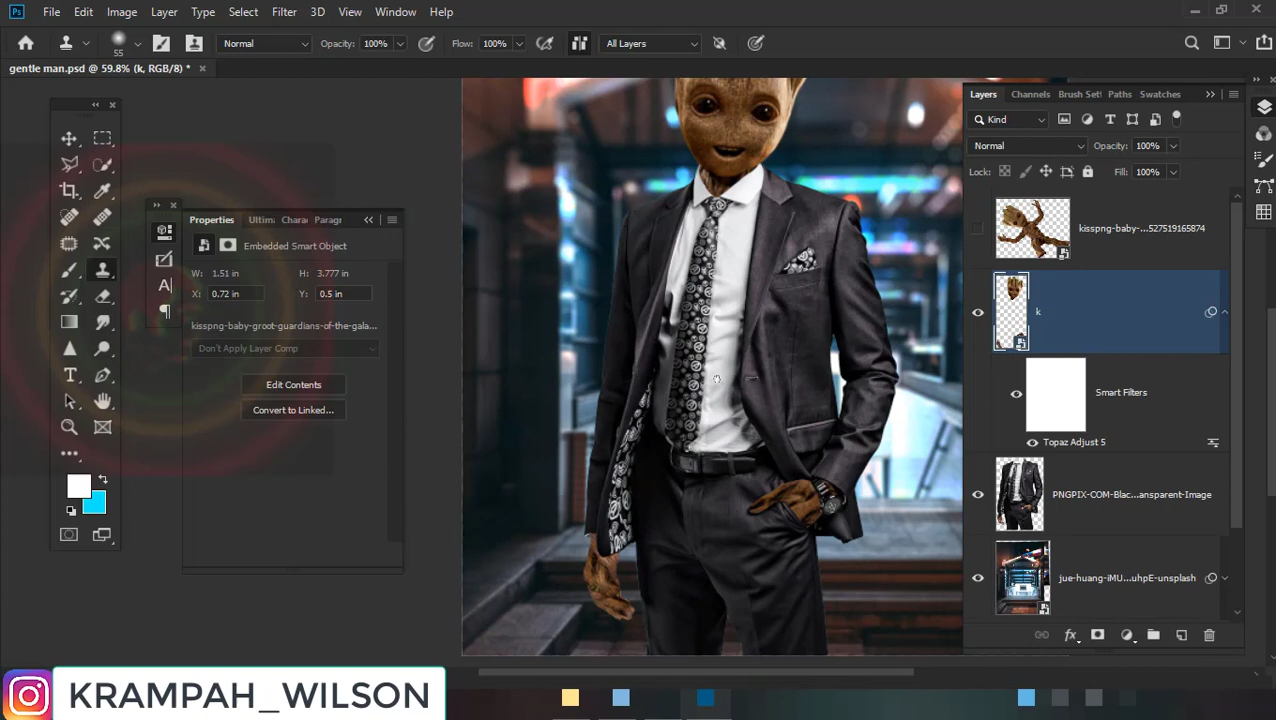 Ps File Edit Image Layer Type Select Filter 3D View Window Help
55 Normal Opacity: 100% Flow: 100% All Layers
gentle man.psd @ 59.8% (k, RGB/8) *
Layers Channels Brush Set Paths Swatches
Kind
Normal Opacity: 100%
Lock: Fill: 100%
Properties Ultim Chara Paragr
Embedded Smart Object
W: 1.51 in H: 3.777 in
X: 0.72 in Y: 0.5 in
kisspng-baby-groot-guardians-of-the-gala...
Don't Apply Layer Comp
Edit Contents
Convert to Linked...
kisspng-baby-...527519165874
k
Smart Filters
Topaz Adjust 5
PNGPIX-COM-Blac...ansparent-Image
jue-huang-iMU...uhpE-unsplash
fx
KRAMPAH_WILSON